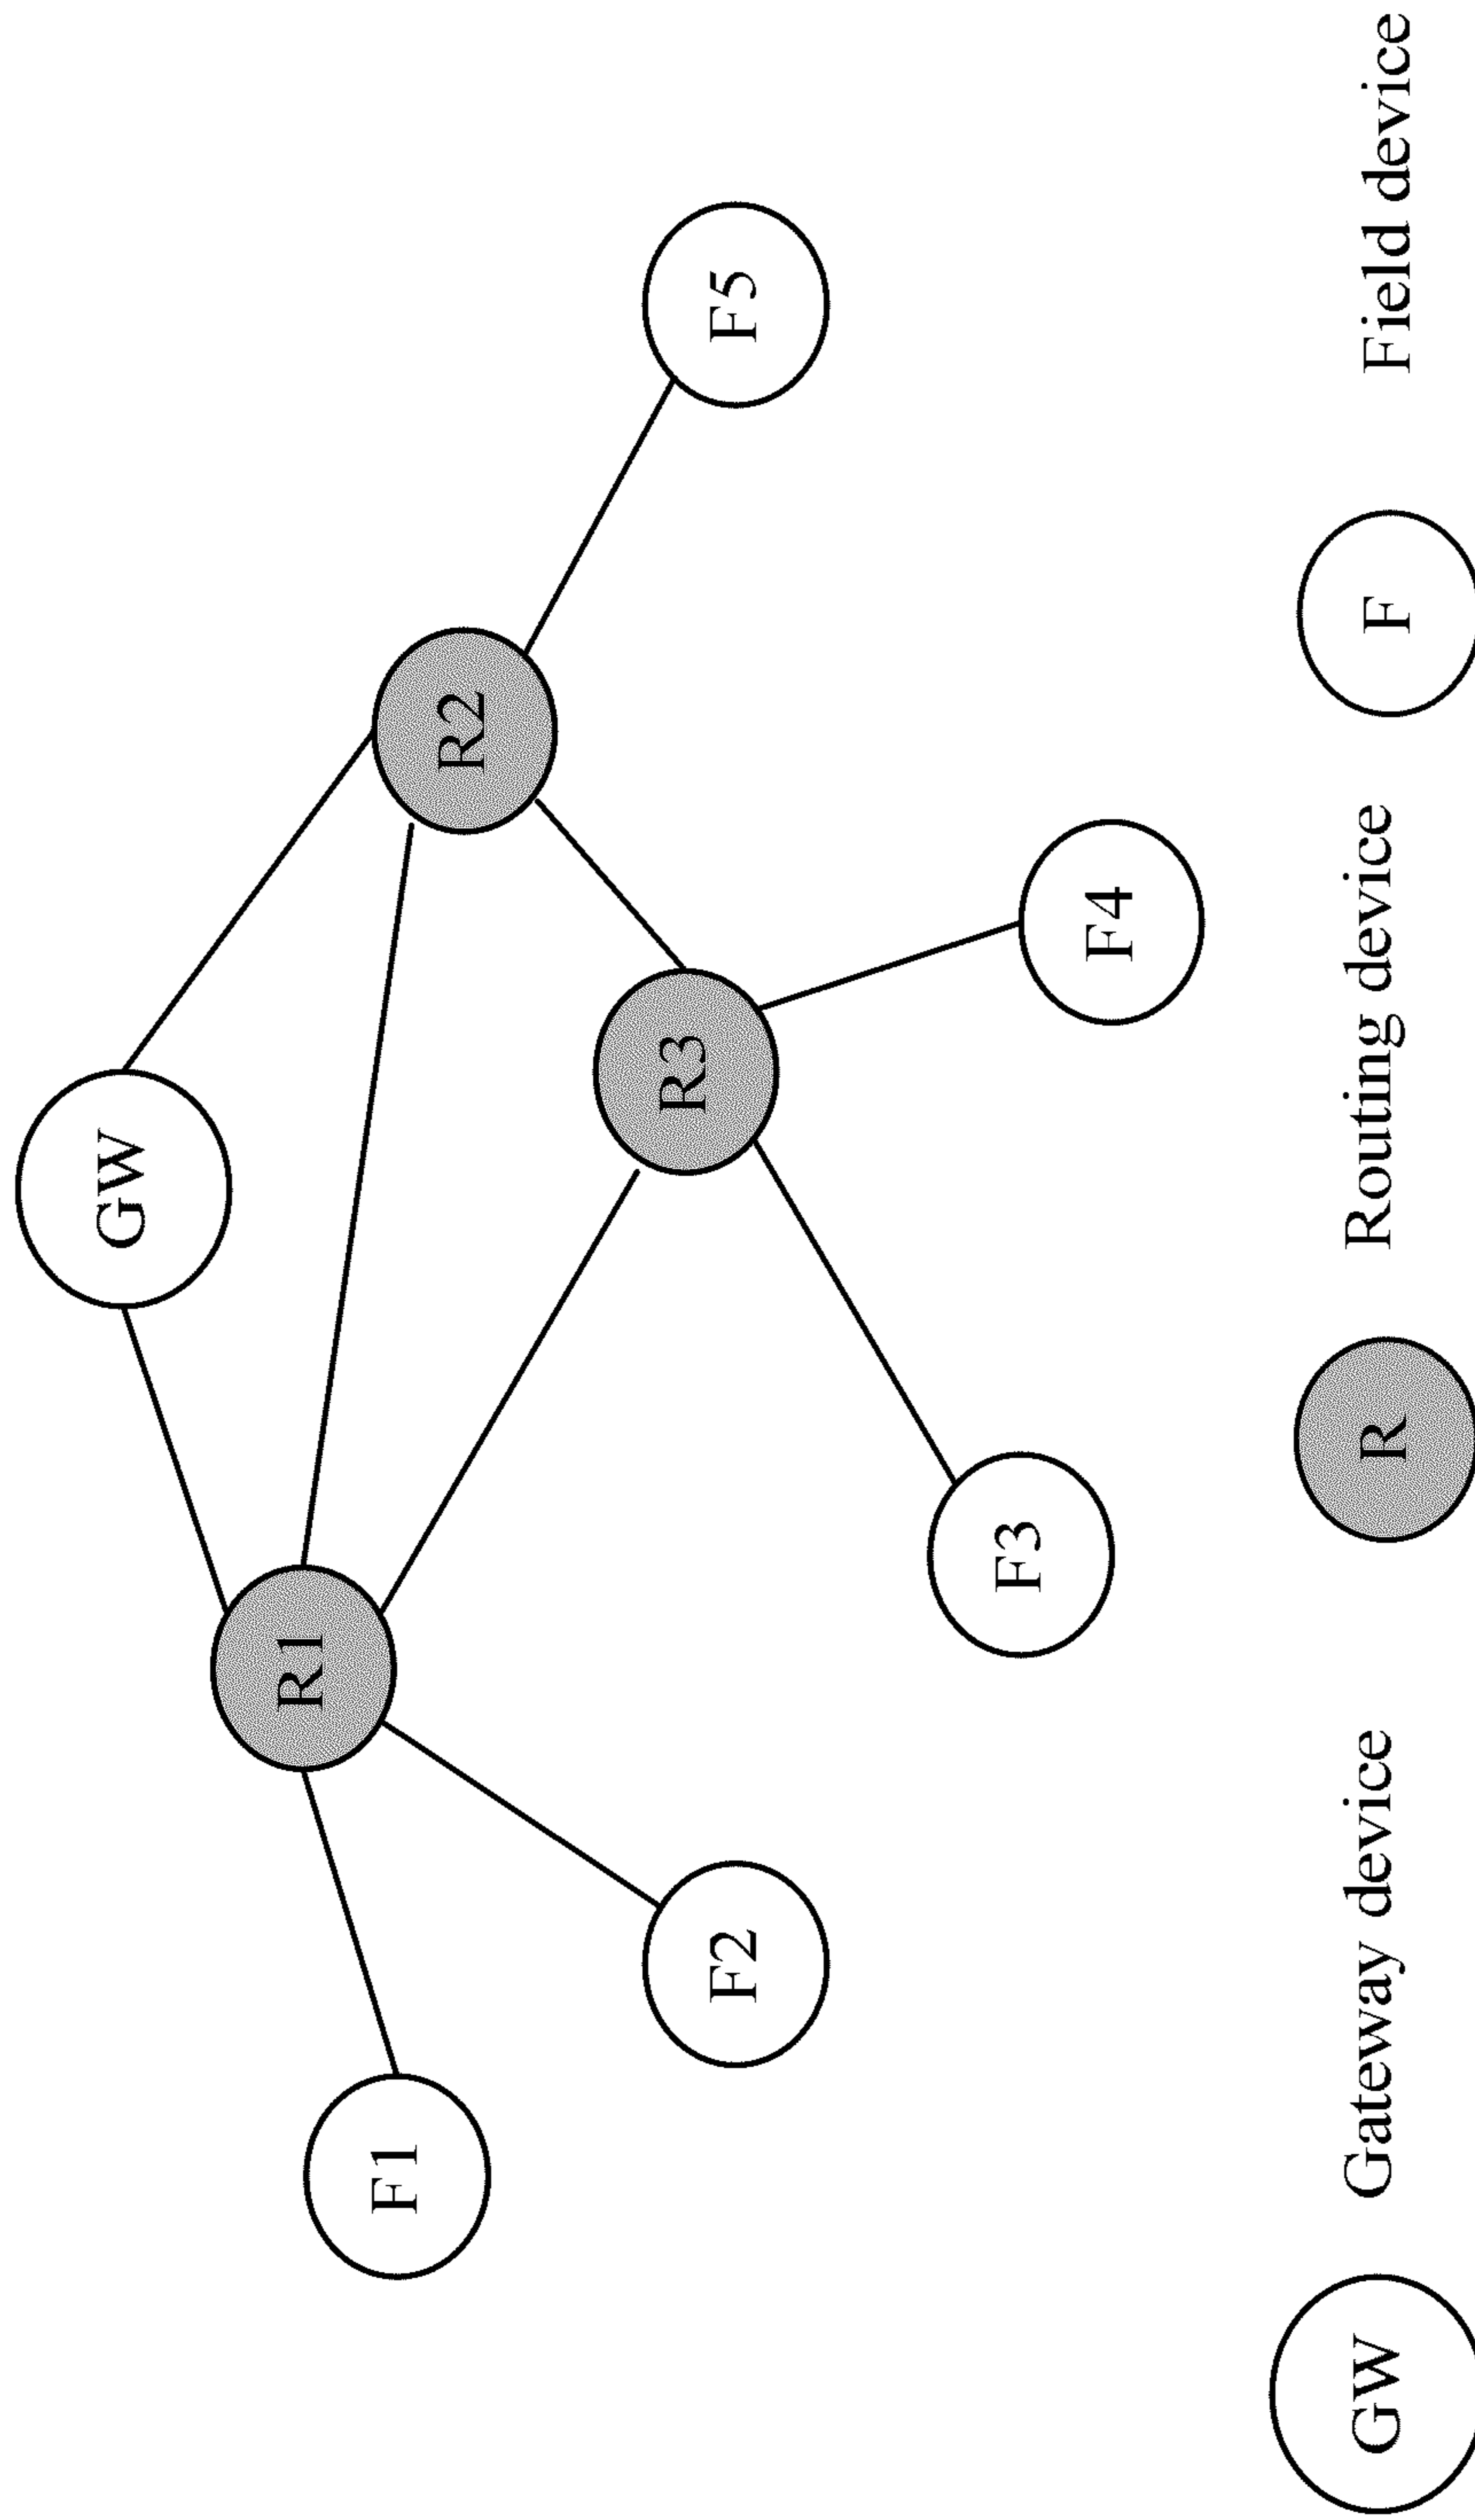 GW
R1
R2
F1
R3
F2
F5
F3
F4
GW Gateway device R Routing device F Field device